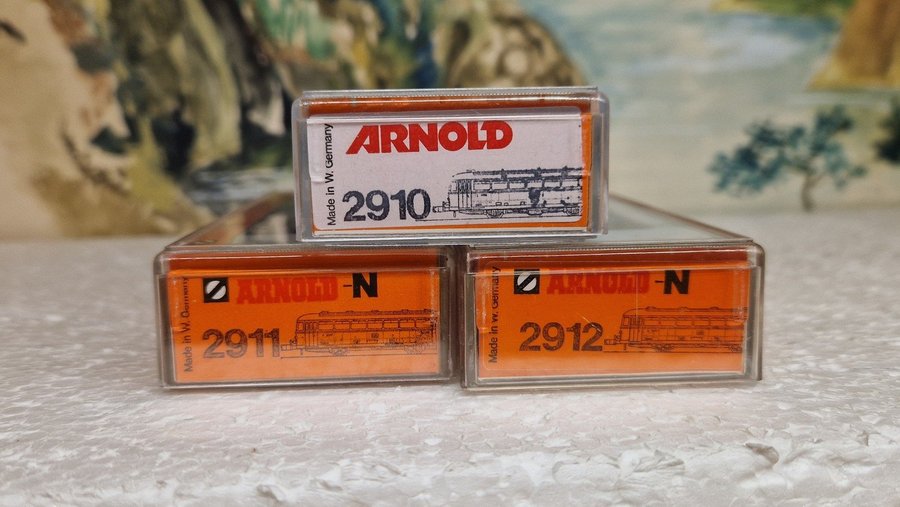 ARNOLD
Made in W. Germany
2910
ARNOLD-N
Made in W. Germany
2911
ARNOLD-N
Made in W. Germany
2912